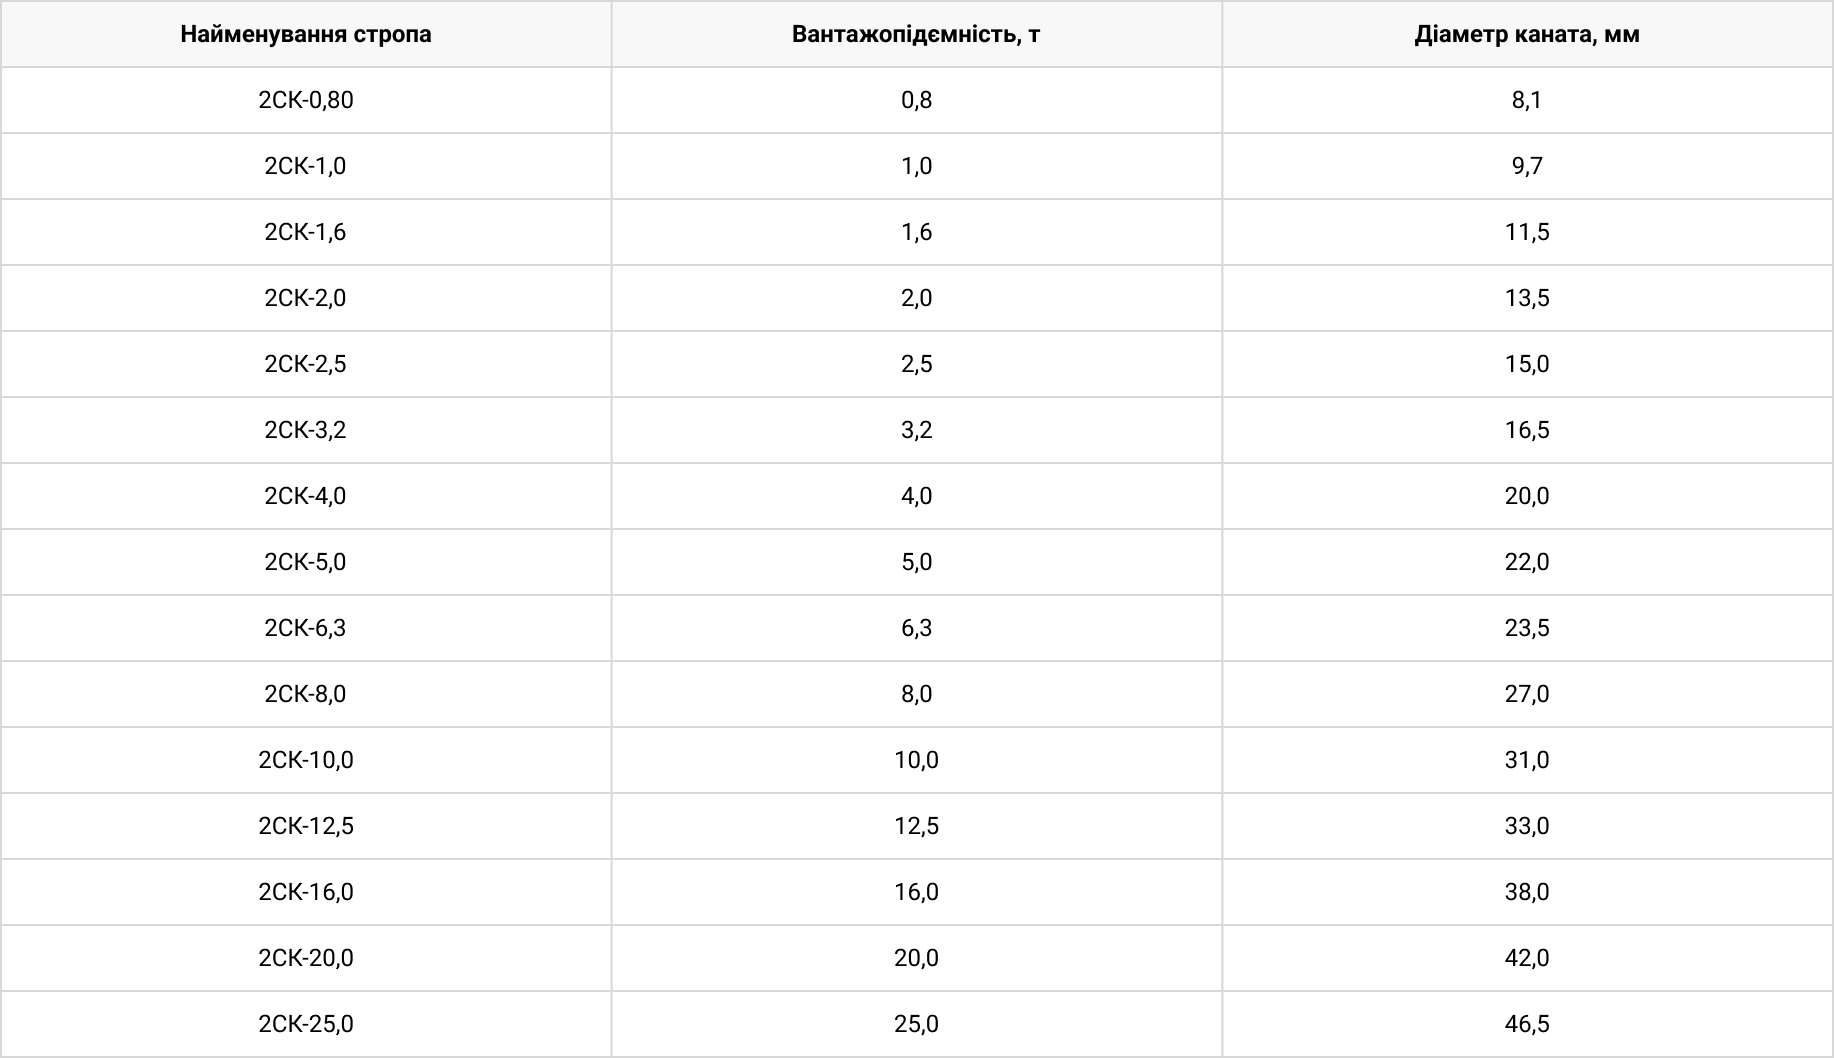 Найменування стропа Вантажопідємність, т Діаметр каната, мм
2СК-0,80 0,8 8,1
2СК-1,0 1,0 9,7
2СК-1,6 1,6 11,5
2СК-2,0 2,0 13,5
2СК-2,5 2,5 15,0
2СК-3,2 3,2 16,5
2СК-4,0 4,0 20,0
2СК-5,0 5,0 22,0
2СК-6,3 6,3 23,5
2СК-8,0 8,0 27,0
2СК-10,0 10,0 31,0
2СК-12,5 12,5 33,0
2СК-16,0 16,0 38,0
2СК-20,0 20,0 42,0
2СК-25,0 25,0 46,5